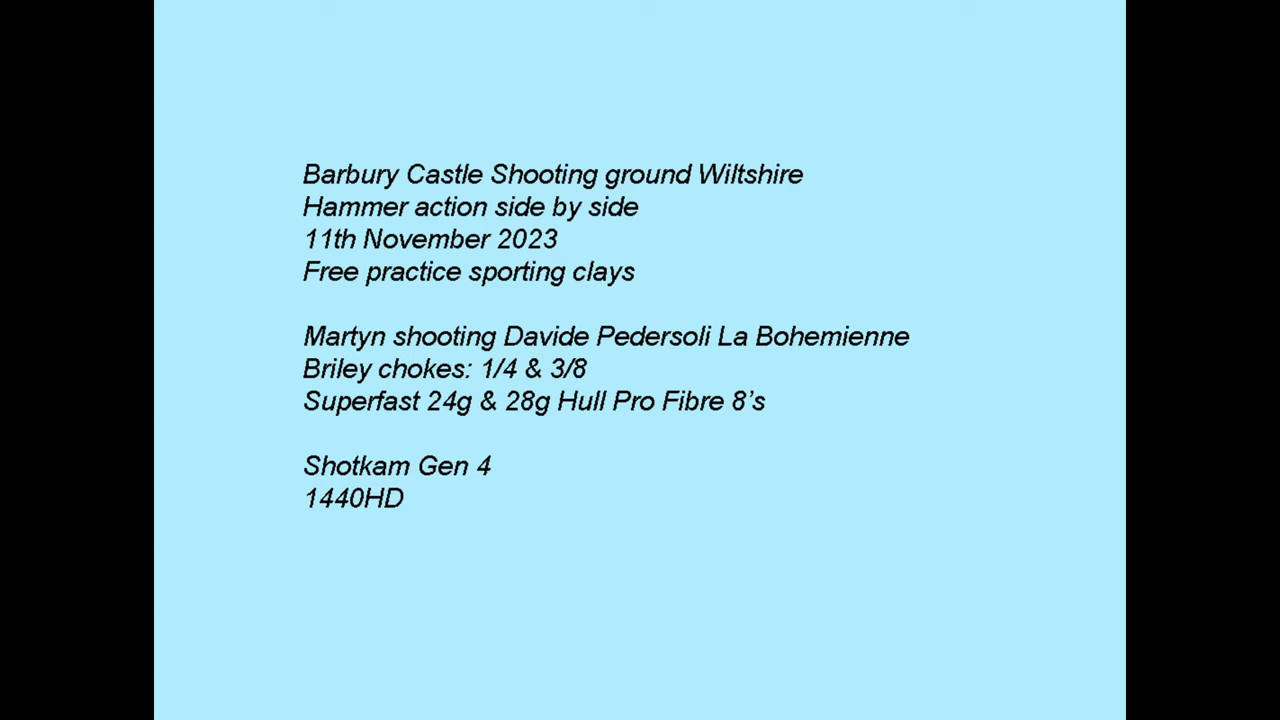 Barbury Castle Shooting ground Wiltshire
Hammer action side by side
11th November 2023
Free practice sporting clays
Martyn shooting Davide Pedersoli La Bohemienne
Briley chokes: 1/4 & 3/8
Superfast 24g & 28g Hull Pro Fibre 8’s
Shotkam Gen 4
1440HD